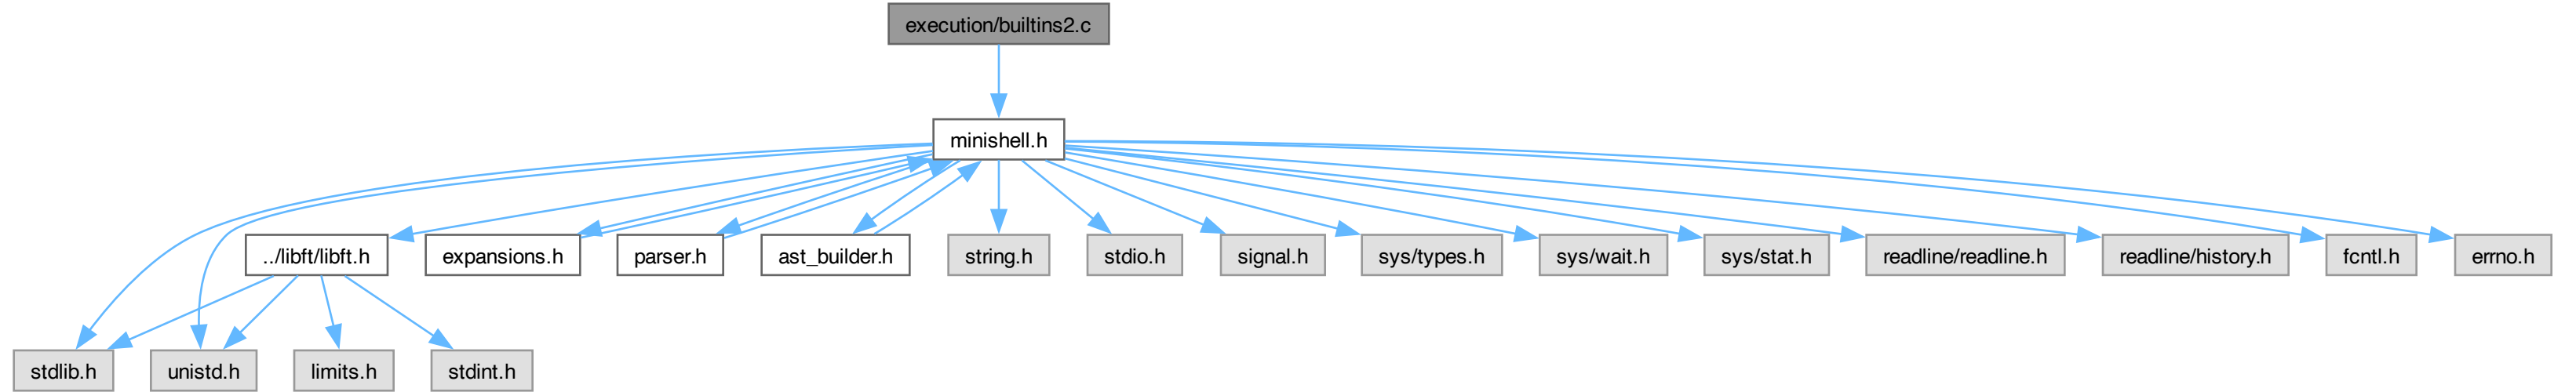 execution/builtins2.c
minishell.h
../libft/libft.h
expansions.h
parser.h
ast_builder.h
string.h
stdio.h
signal.h
sys/types.h
sys/wait.h
sys/stat.h
readline/readline.h
readline/history.h
fcntl.h
errno.h
stdlib.h
unistd.h
limits.h
stdint.h